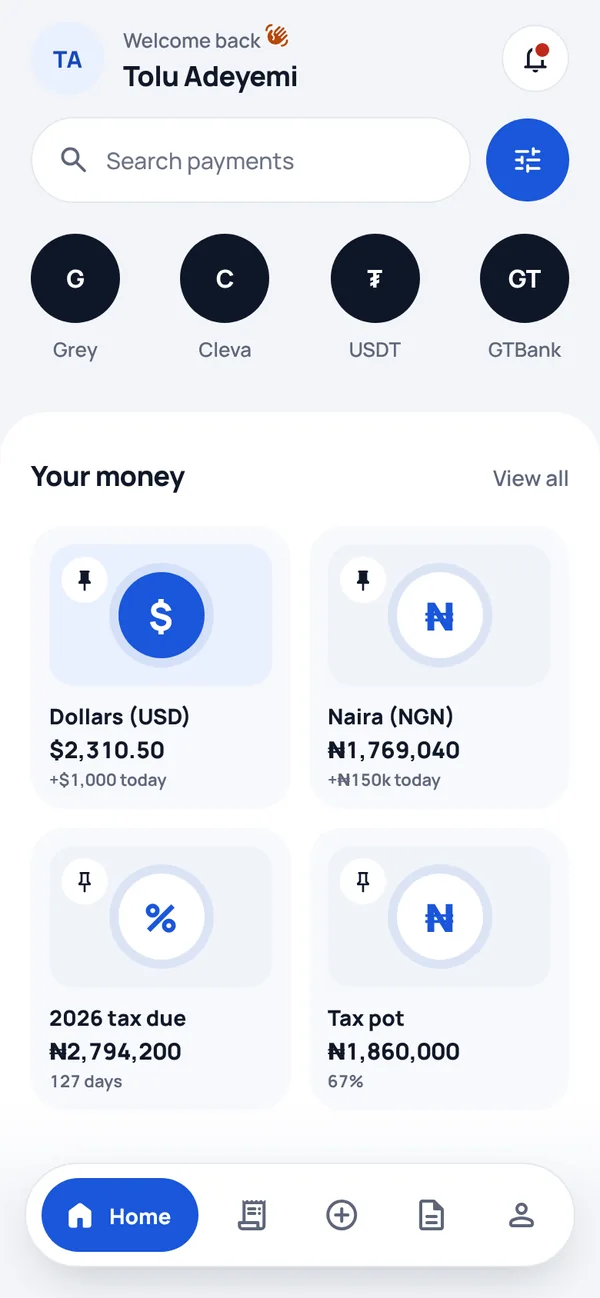 TA
Welcome back 👋🏾
Tolu Adeyemi
Search payments
G
C
₮
GT
Grey
Cleva
USDT
GTBank
Your money
View all
$
₦
Dollars (USD)
Naira (NGN)
$2,310.50
₦1,769,040
+$1,000 today
+₦150k today
%
₦
2026 tax due
Tax pot
₦2,794,200
₦1,860,000
127 days
67%
Home